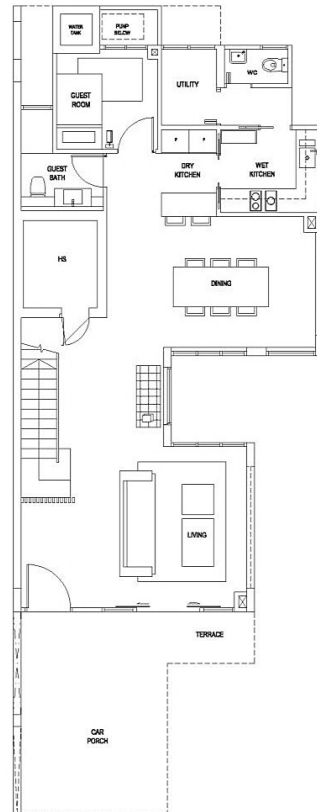 WATER
TANK
PUMP
BELOW
WC
UTILITY
GUEST
ROOM
GUEST
BATH
DRY
KITCHEN
WET
KITCHEN
HS
DINING
LIVING
TERRACE
CAR
PORCH